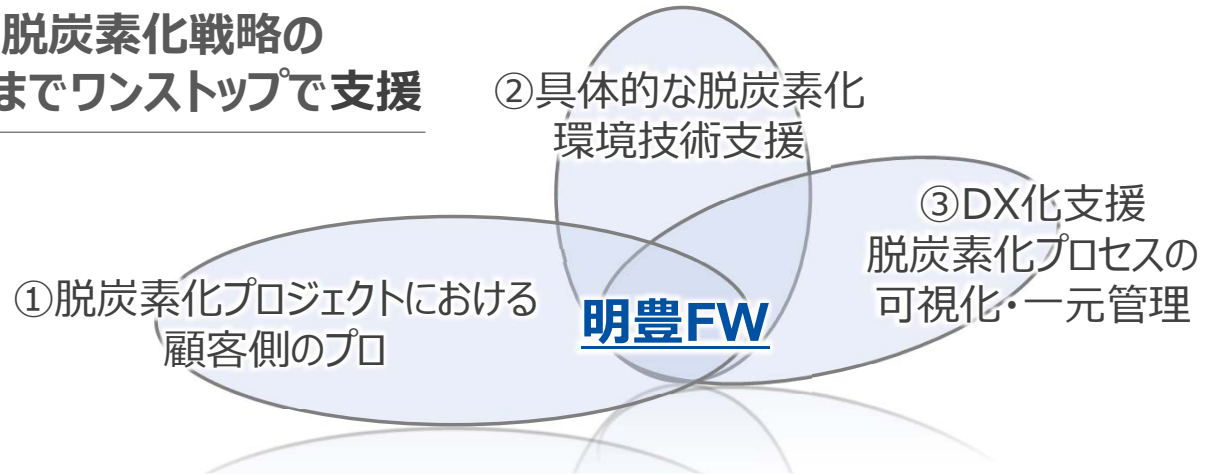 脱炭素化戦略の
までワンストップで支援
②具体的な脱炭素化
環境技術支援
③DX化支援
脱炭素化プロセスの
可視化・一元管理
①脱炭素化プロジェクトにおける
顧客側のプロ
明豊FW